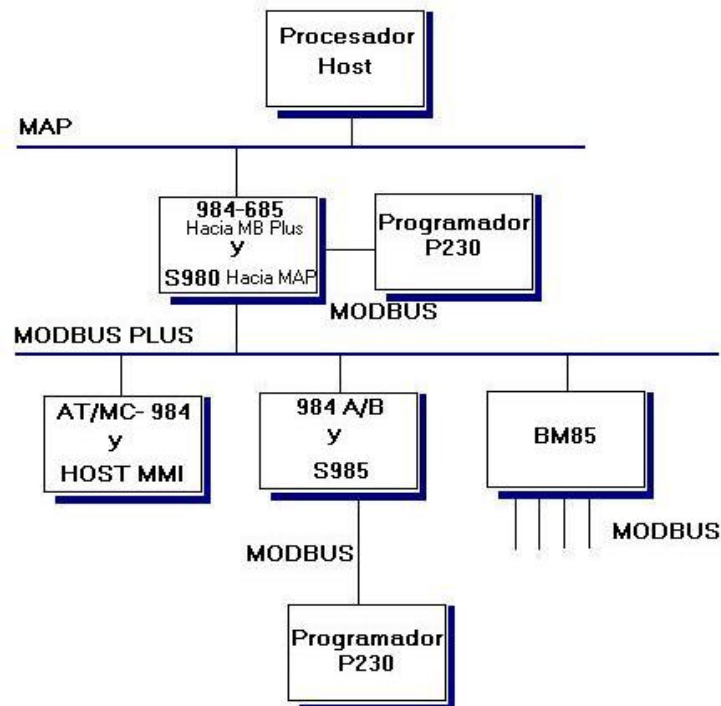 Procesador
Host
MAP
984-685
Hacia MB Plus
y
S980 Hacia MAP
Programador
P230
MODBUS
MODBUS PLUS
AT/MC- 984
y
HOST MMI
984 A/B
y
S985
BM85
MODBUS
MODBUS
Programador
P230